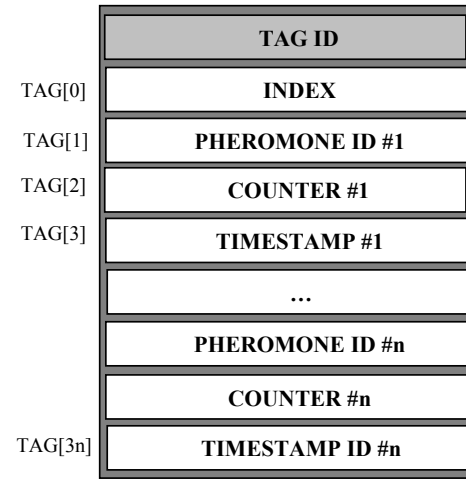 TAG ID
TAG[0] INDEX
TAG[1] PHEROMONE ID #1
TAG[2] COUNTER #1
TAG[3] TIMESTAMP #1
…
PHEROMONE ID #n
COUNTER #n
TAG[3n] TIMESTAMP ID #n